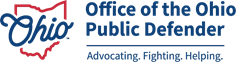 Ohio
Office of the Ohio
Public Defender
Advocating. Fighting. Helping.